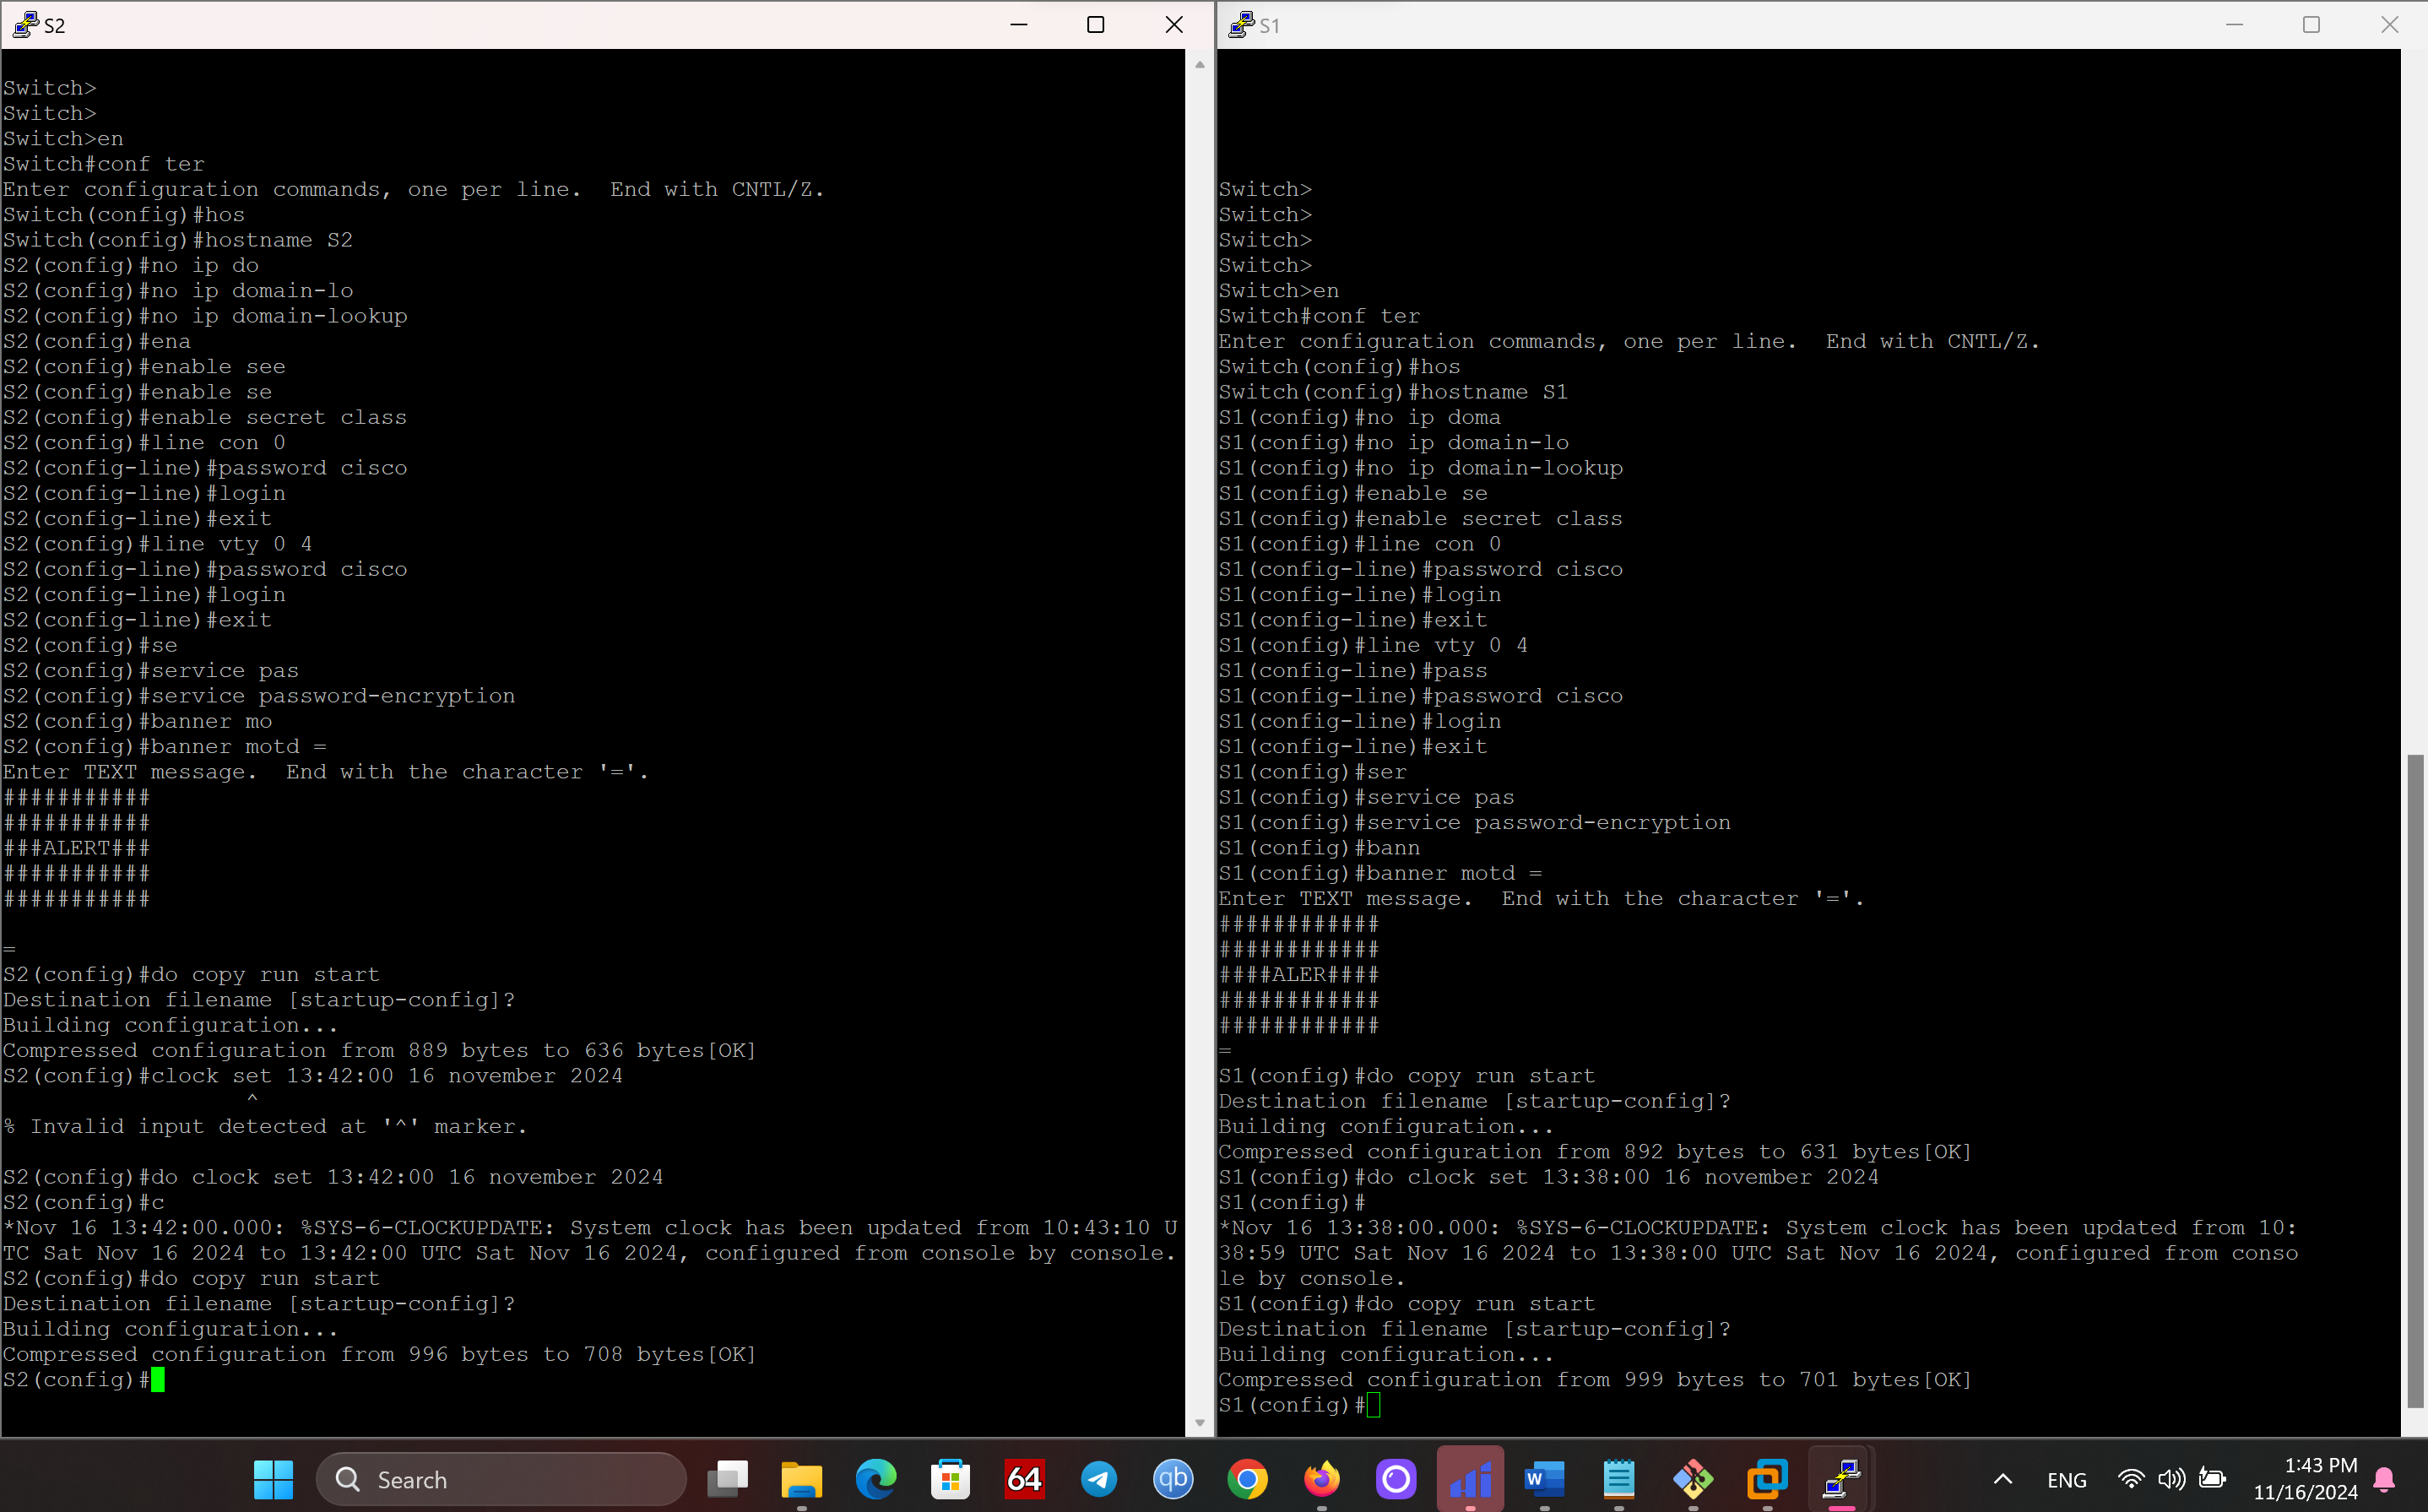 S2
Switch>
Switch>
Switch>en
Switch#conf ter
Enter configuration commands, one per line.  End with CNTL/Z.
Switch(config)#hos
Switch(config)#hostname S2
S2(config)#no ip do
S2(config)#no ip domain-lo
S2(config)#no ip domain-lookup
S2(config)#ena
S2(config)#enable see
S2(config)#enable se
S2(config)#enable secret class
S2(config)#line con 0
S2(config-line)#password cisco
S2(config-line)#login
S2(config-line)#exit
S2(config)#line vty 0 4
S2(config-line)#password cisco
S2(config-line)#login
S2(config-line)#exit
S2(config)#se
S2(config)#service pas
S2(config)#service password-encryption
S2(config)#banner mo
S2(config)#banner motd =
Enter TEXT message.  End with the character '='.
###########
###########
###ALERT###
###########
###########
=
S2(config)#do copy run start
Destination filename [startup-config]?
Building configuration...
Compressed configuration from 889 bytes to 636 bytes[OK]
S2(config)#clock set 13:42:00 16 november 2024
^
% Invalid input detected at '^' marker.
S2(config)#do clock set 13:42:00 16 november 2024
S2(config)#c
*Nov 16 13:42:00.000: %SYS-6-CLOCKUPDATE: System clock has been updated from 10:43:10 U
TC Sat Nov 16 2024 to 13:42:00 UTC Sat Nov 16 2024, configured from console by console.
S2(config)#do copy run start
Destination filename [startup-config]?
Building configuration...
Compressed configuration from 996 bytes to 708 bytes[OK]
S2(config)#
S1
Switch>
Switch>
Switch>
Switch>
Switch>en
Switch#conf ter
Enter configuration commands, one per line.  End with CNTL/Z.
Switch(config)#hos
Switch(config)#hostname S1
S1(config)#no ip doma
S1(config)#no ip domain-lo
S1(config)#no ip domain-lookup
S1(config)#enable se
S1(config)#enable secret class
S1(config)#line con 0
S1(config-line)#password cisco
S1(config-line)#login
S1(config-line)#exit
S1(config)#line vty 0 4
S1(config-line)#pass
S1(config-line)#password cisco
S1(config-line)#login
S1(config-line)#exit
S1(config)#ser
S1(config)#service pas
S1(config)#service password-encryption
S1(config)#bann
S1(config)#banner motd =
Enter TEXT message.  End with the character '='.
############
############
####ALER####
############
############
=
S1(config)#do copy run start
Destination filename [startup-config]?
Building configuration...
Compressed configuration from 892 bytes to 631 bytes[OK]
S1(config)#do clock set 13:38:00 16 november 2024
S1(config)#
*Nov 16 13:38:00.000: %SYS-6-CLOCKUPDATE: System clock has been updated from 10:
38:59 UTC Sat Nov 16 2024 to 13:38:00 UTC Sat Nov 16 2024, configured from conso
le by console.
S1(config)#do copy run start
Destination filename [startup-config]?
Building configuration...
Compressed configuration from 999 bytes to 701 bytes[OK]
S1(config)#
Search
64
qb
W
ENG
1:43 PM
11/16/2024